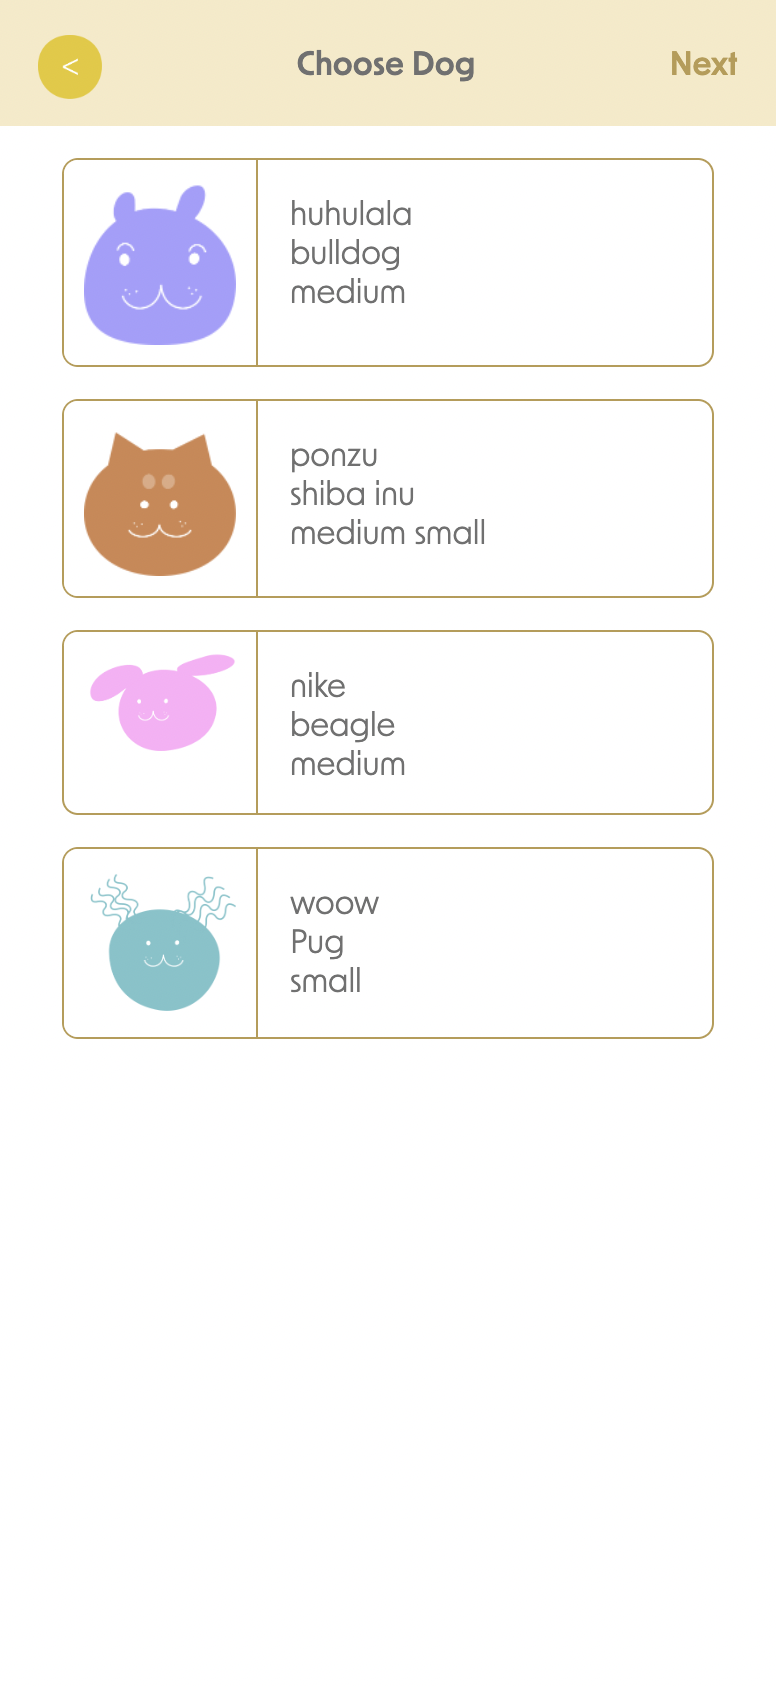 <
Choose Dog
Next
huhulala
bulldog
medium
ponzu
shiba inu
medium small
nike
beagle
medium
woow
Pug
small